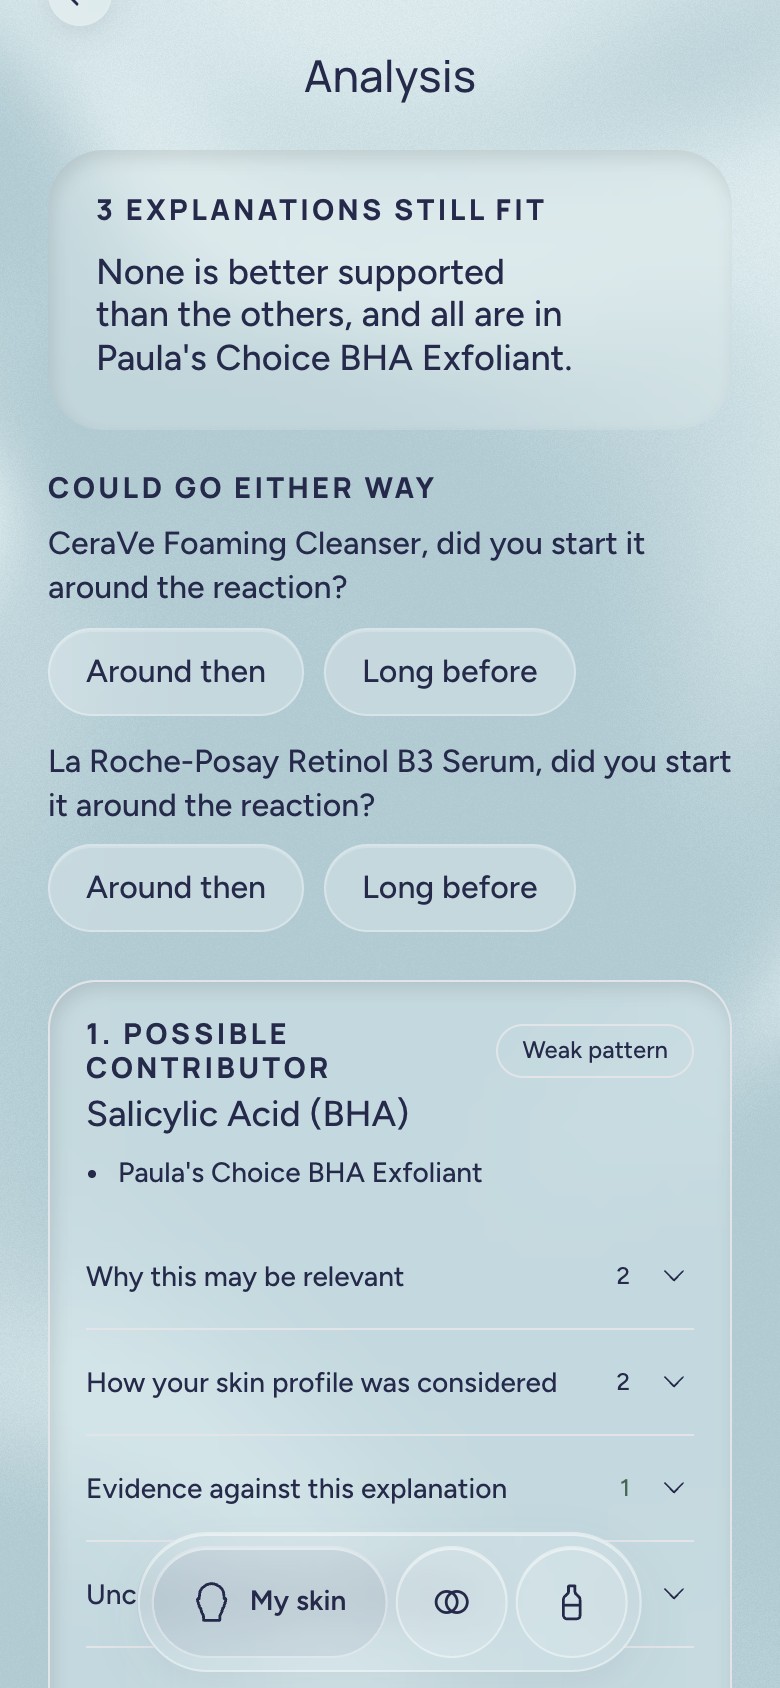 Analysis
3 EXPLANATIONS STILL FIT
None is better supported
than the others, and all are in
Paula's Choice BHA Exfoliant.
COULD GO EITHER WAY
CeraVe Foaming Cleanser, did you start it
around the reaction?
Around then
Long before
La Roche-Posay Retinol B3 Serum, did you start
it around the reaction?
Around then
Long before
1. POSSIBLE
CONTRIBUTOR
Weak pattern
Salicylic Acid (BHA)
• Paula's Choice BHA Exfoliant
Why this may be relevant 2
How your skin profile was considered 2
Evidence against this explanation 1
Unc
My skin